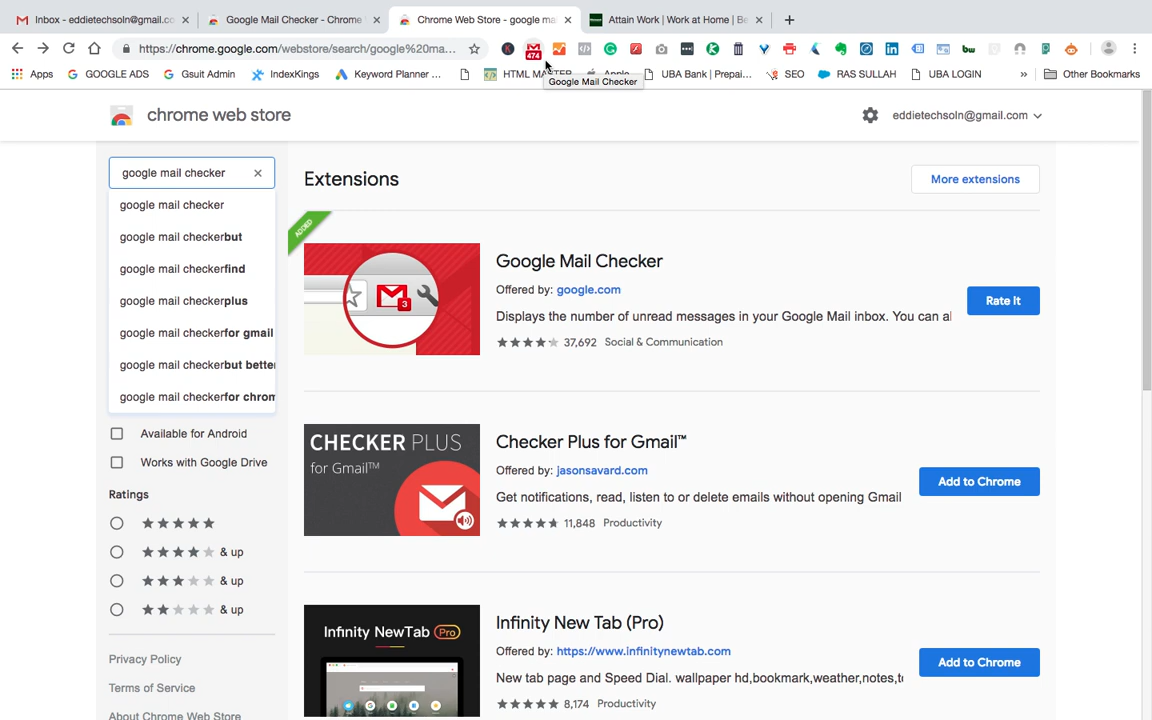 Inbox - eddietechsoln@gmail.co
Google Mail Checker - Chrome
Chrome Web Store - google ma
Attain Work | Work at Home | Be
https://chrome.google.com/webstore/search/google%20ma...
474
Apps
GOOGLE ADS
Gsuit Admin
IndexKings
Keyword Planner ...
HTML MASTER
Apple
UBA Bank | Prepai...
SEO
RAS SULLAH
UBA LOGIN
»
Other Bookmarks
Google Mail Checker
chrome web store
eddietechsoln@gmail.com
google mail checker
google mail checker
google mail checkerbut
google mail checkerfind
google mail checkerplus
google mail checkerfor gmail
google mail checkerbut bette
google mail checkerfor chrom
Available for Android
Works with Google Drive
Ratings
& up
& up
& up
Privacy Policy
Terms of Service
About Chrome Web Store
Extensions
More extensions
ADDED
3
Google Mail Checker
Offered by: google.com
Displays the number of unread messages in your Google Mail inbox. You can al
37,692 Social & Communication
Rate It
CHECKER PLUS
for Gmail™
Checker Plus for Gmail™
Offered by: jasonsavard.com
Get notifications, read, listen to or delete emails without opening Gmail
11,848 Productivity
Add to Chrome
Infinity NewTab Pro
Infinity New Tab (Pro)
Offered by: https://www.infinitynewtab.com
New tab page and Speed Dial. wallpaper hd,bookmark,weather,notes,to
8,174 Productivity
Add to Chrome